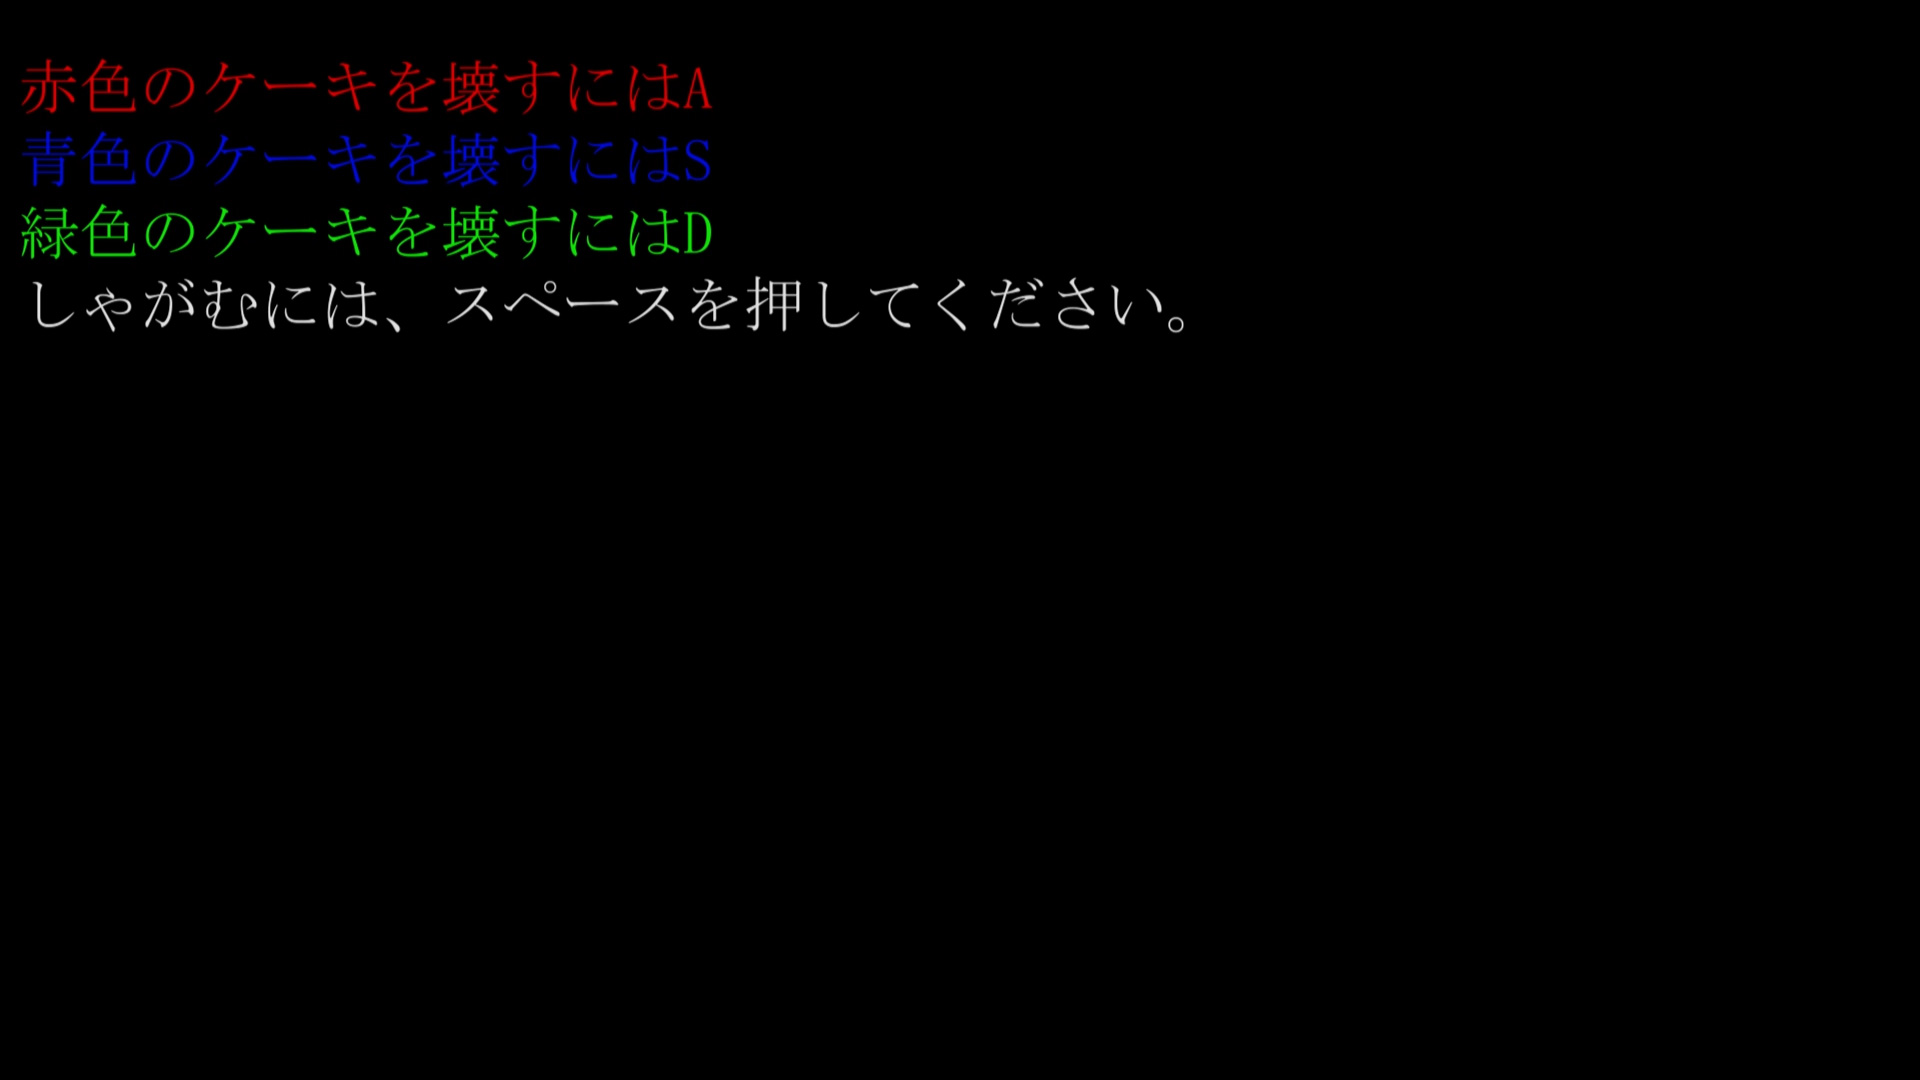 赤色のケーキを壊すにはA
青色のケーキを壊すにはS
緑色のケーキを壊すにはD
しゃがむには、スペースを押してください。